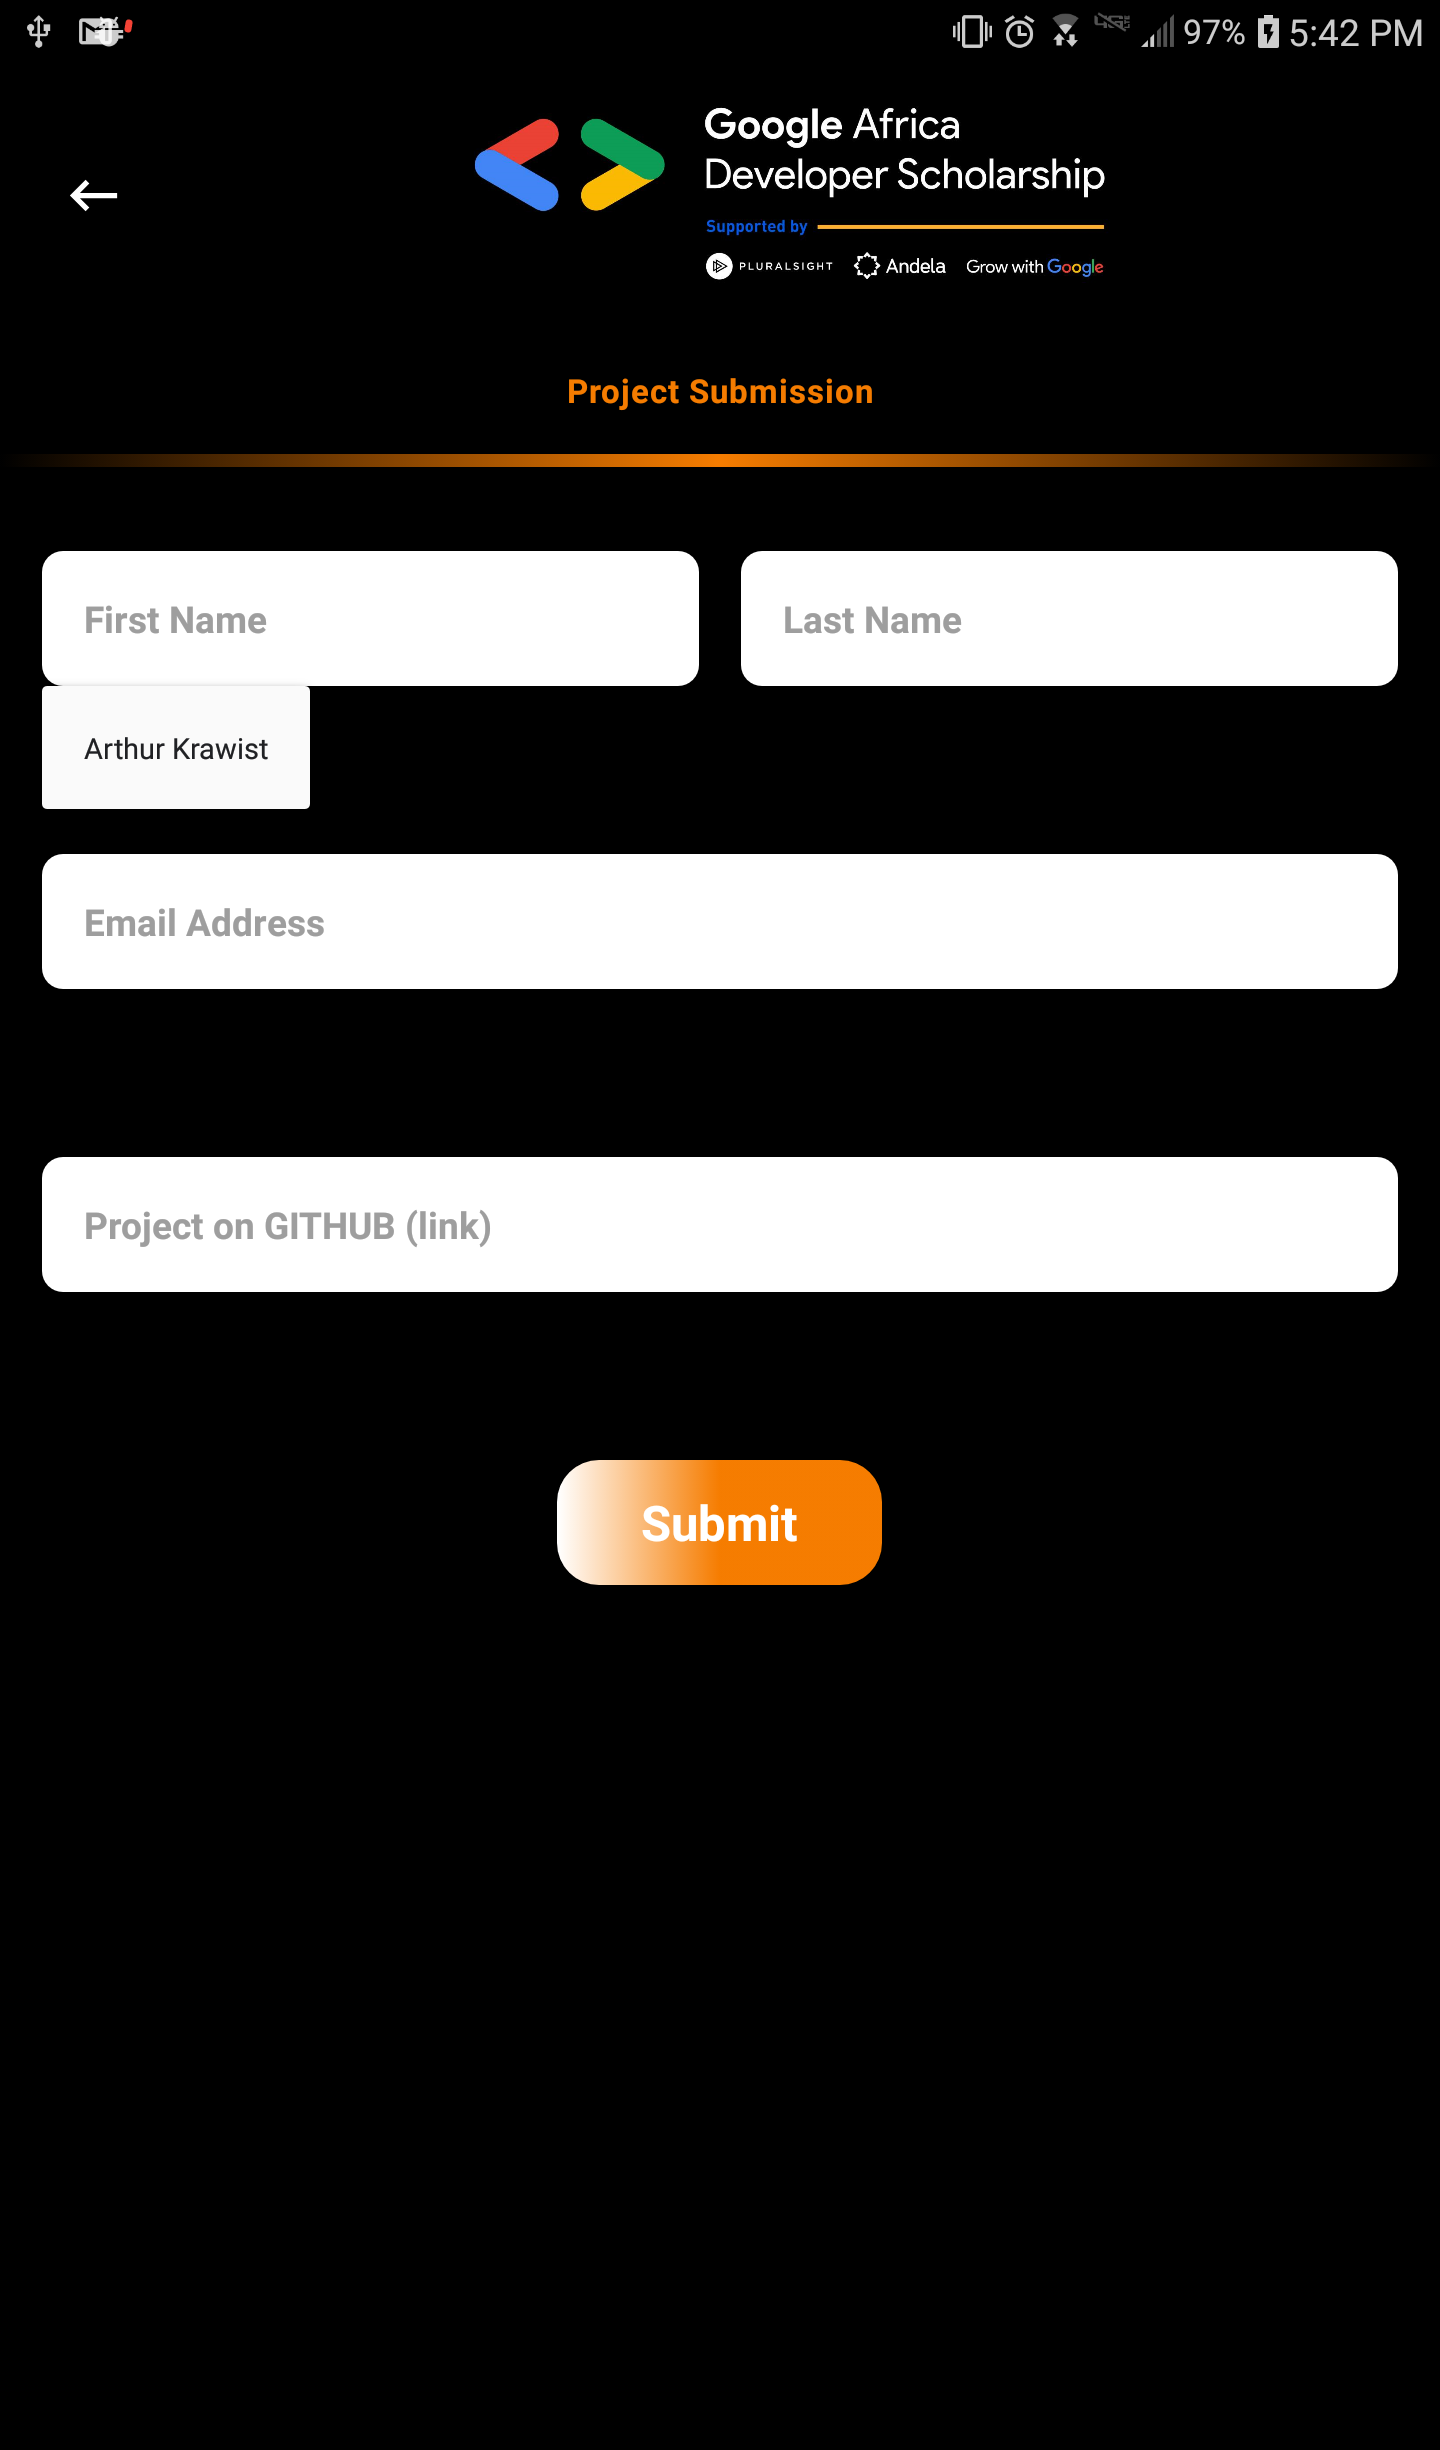 97% 5:42 PM
Google Africa
Developer Scholarship
Supported by
PLURALSIGHT Andela Grow with Google
Project Submission
First Name Last Name
Arthur Krawist
Email Address
Project on GITHUB (link)
Submit